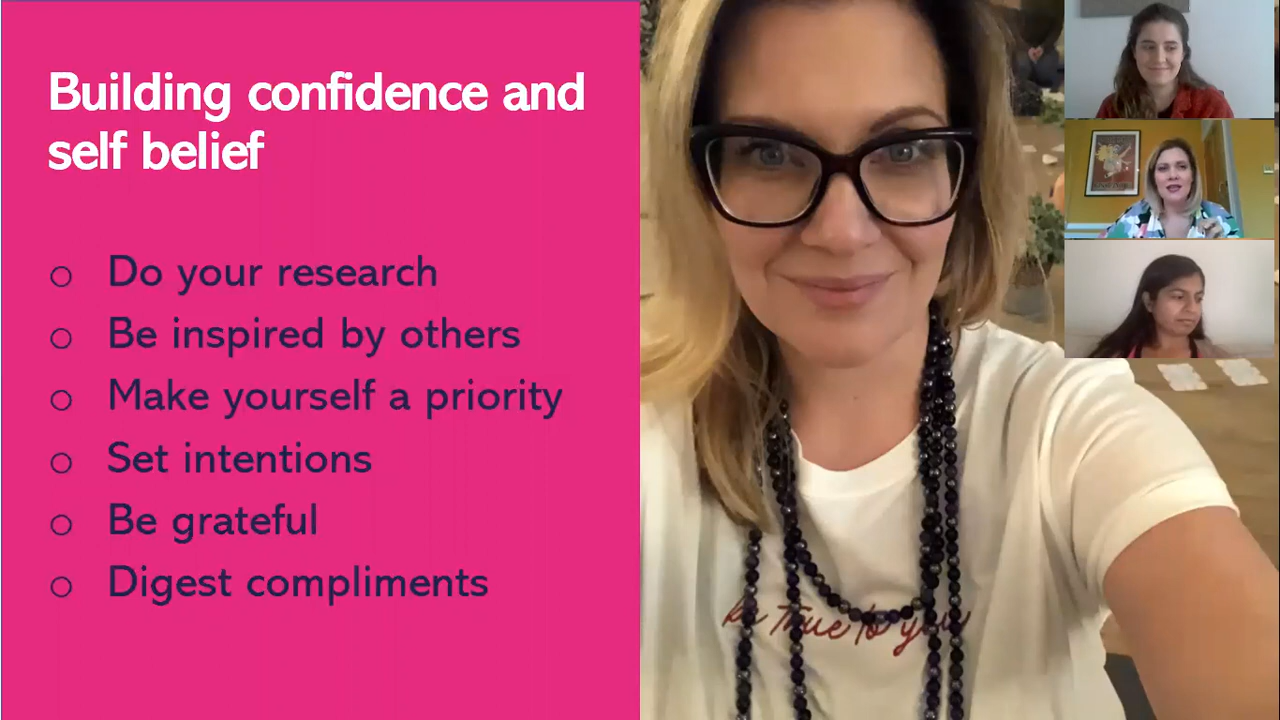 Building confidence and
self belief
Do your research
Be inspired by others
Make yourself a priority
Set intentions
Be grateful
Digest compliments
be true to you